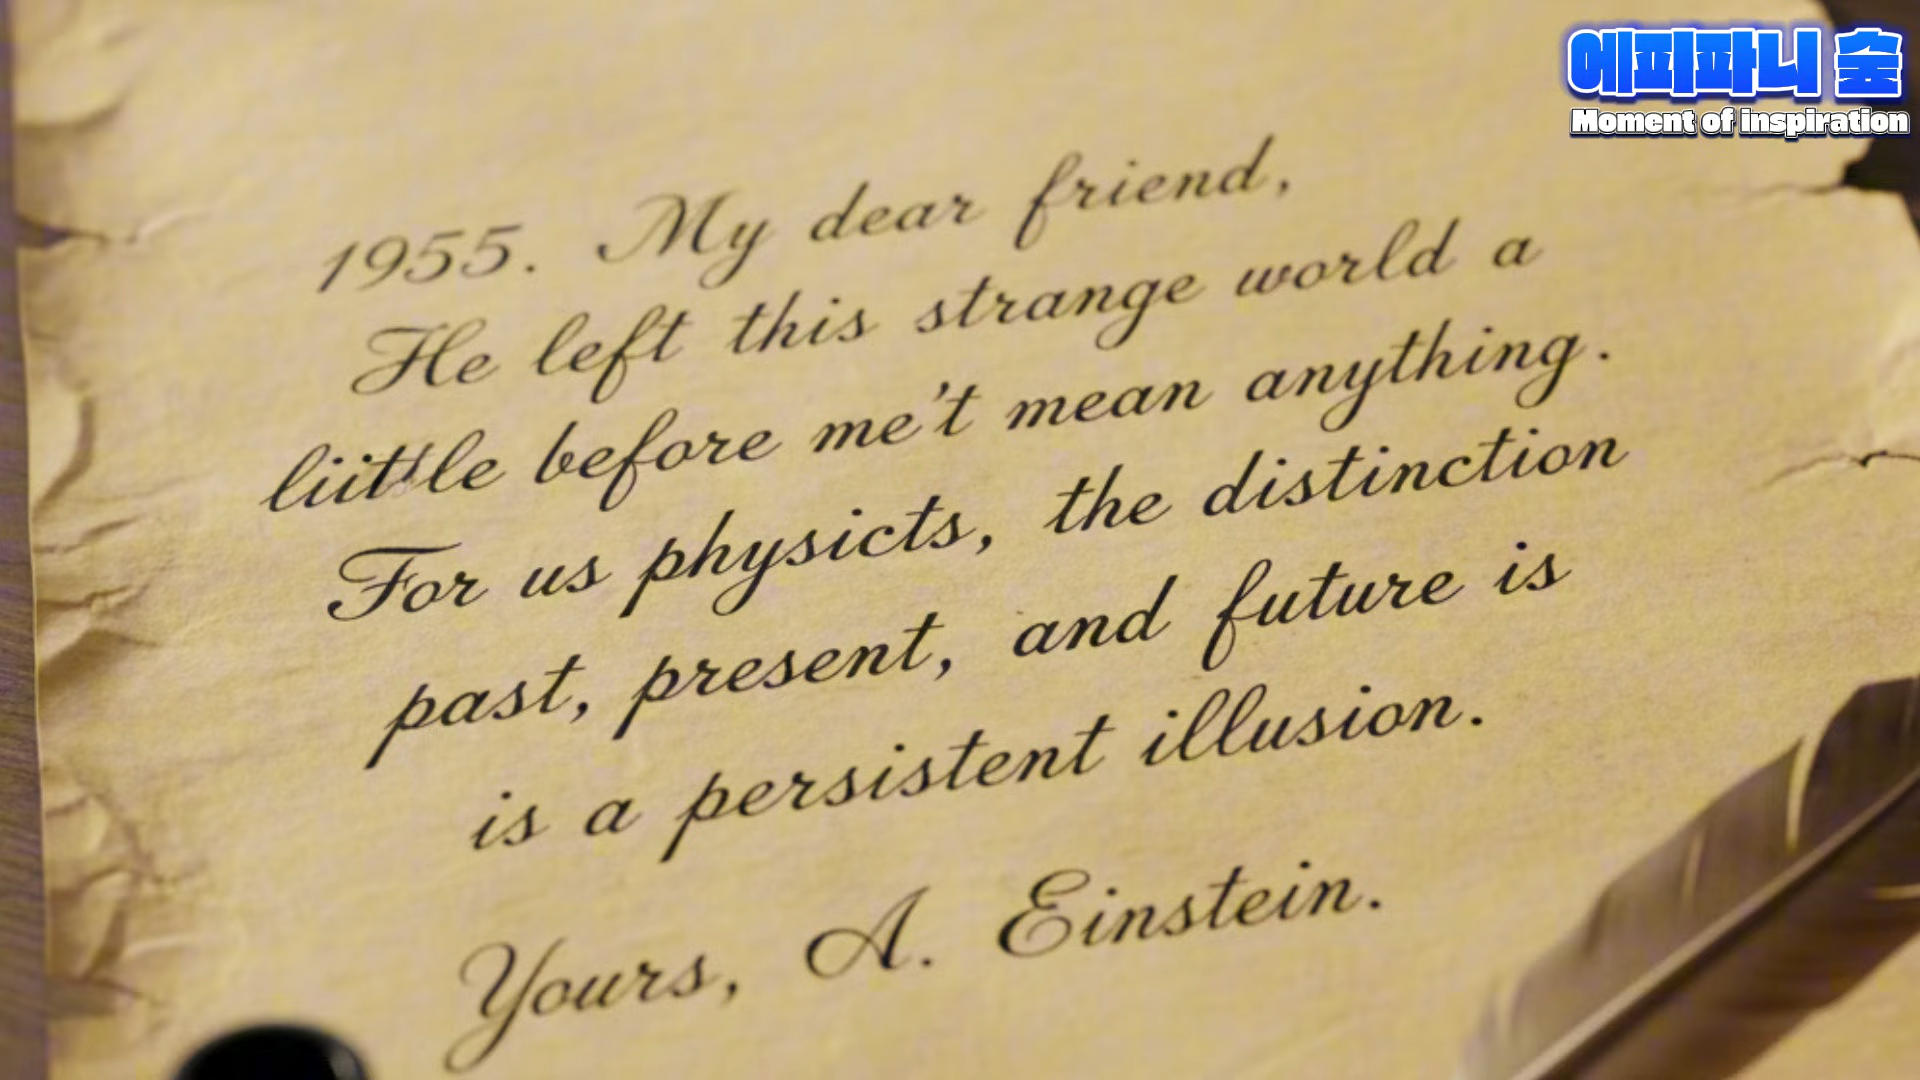 에피파니 숲
Moment of inspiration
1955. My dear friend,
He left this strange world a
liittle before me't mean anything.
For us physicts, the distinction
past, present, and future is
is a persistent illusion.
Yours, A. Einstein.